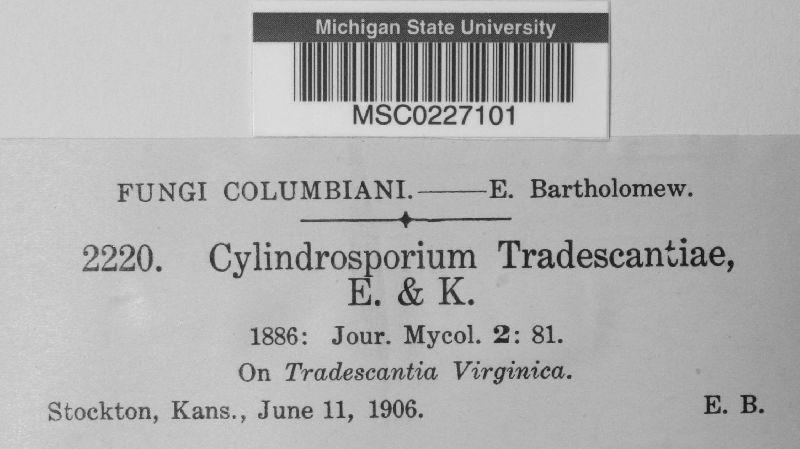 Michigan State University
MSC0227101
FUNGI COLUMBIANI.——E. Bartholomew.
2220. Cylindrosporium Tradescantiae,
E. & K.
1886: Jour. Mycol. 2: 81.
On Tradescantia Virginica.
Stockton, Kans., June 11, 1906. E. B.